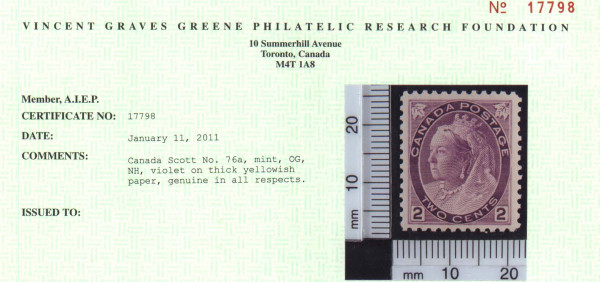 Nº 17798
VINCENT GRAVES GREENE PHILATELIC RESEARCH FOUNDATION
10 Summerhill Avenue
Toronto, Canada
M4T 1A8
Member, A.I.E.P.
CERTIFICATE NO: 17798
DATE: January 11, 2011
COMMENTS: Canada Scott No. 76a, mint, OG,
NH, violet on thick yellowish
paper, genuine in all respects.
ISSUED TO:
CANADA POSTAGE
2 TWO CENTS 2
mm 10 20
mm 10 20